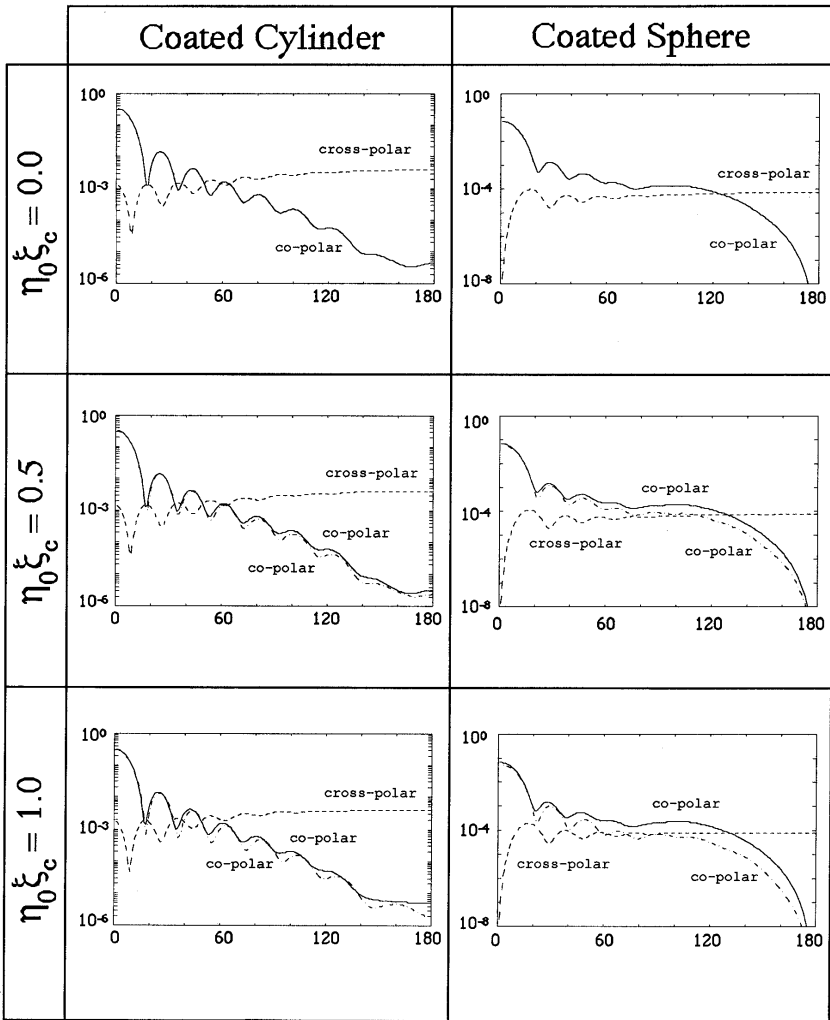 Coated Cylinder
Coated Sphere
η₀ξ_c = 0.0
10⁰
10⁻³
10⁻⁶
0 60 120 180
cross-polar
co-polar
10⁰
10⁻⁴
10⁻⁸
0 60 120 180
cross-polar
co-polar
η₀ξ_c = 0.5
10⁰
10⁻³
10⁻⁶
0 60 120 180
cross-polar
co-polar
co-polar
10⁰
10⁻⁴
10⁻⁸
0 60 120 180
co-polar
cross-polar
co-polar
η₀ξ_c = 1.0
10⁰
10⁻³
10⁻⁶
0 60 120 180
cross-polar
co-polar
co-polar
10⁰
10⁻⁴
10⁻⁸
0 60 120 180
co-polar
cross-polar
co-polar